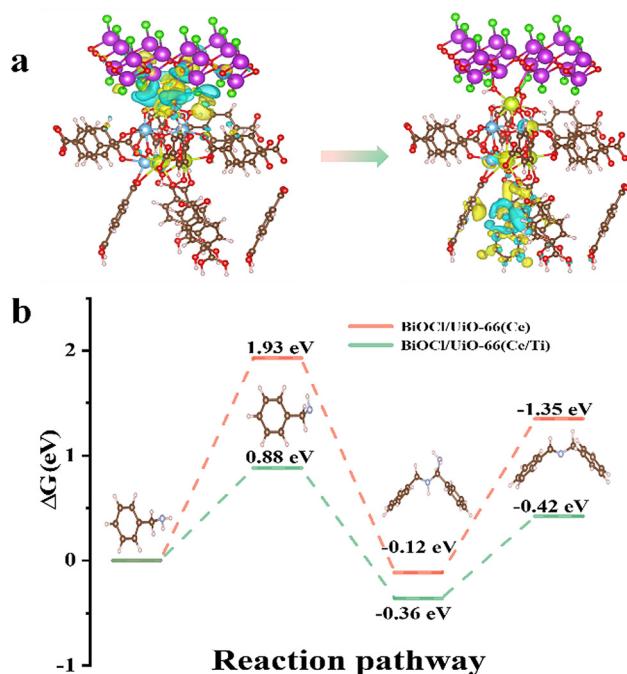 a
b
BiOCl/UiO-66(Ce)
BiOCl/UiO-66(Ce/Ti)
2
1
0
-1
ΔG(eV)
1.93 eV
0.88 eV
-0.12 eV
-0.36 eV
-1.35 eV
-0.42 eV
Reaction pathway